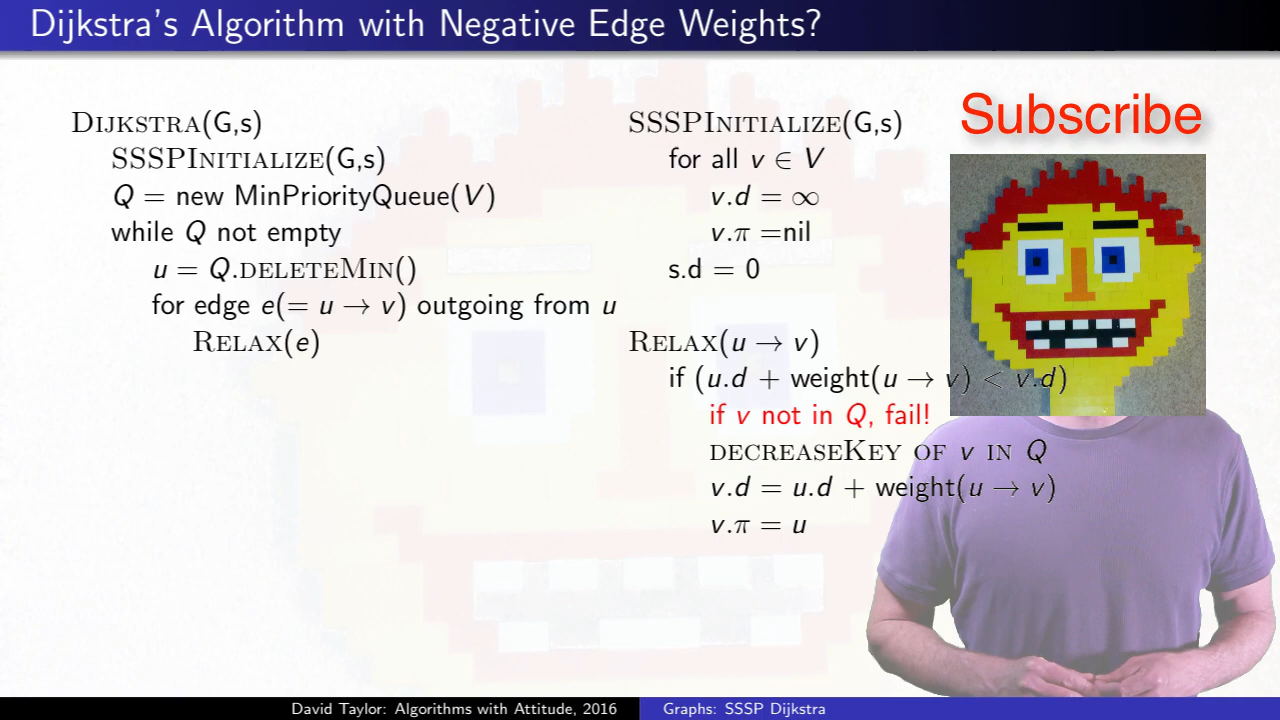 Dijkstra's Algorithm with Negative Edge Weights?
DIJKSTRA(G,s)
SSSPINITIALIZE(G,s)
Q = new MinPriorityQueue(V)
while Q not empty
u = Q.DELETEMIN()
for edge e(= u → v) outgoing from u
RELAX(e)
SSSPINITIALIZE(G,s)
for all v ∈ V
v.d = ∞
v.π =nil
s.d = 0
RELAX(u → v)
if (u.d + weight(u → v) < v.d)
if v not in Q, fail!
DECREASEKEY OF v IN Q
v.d = u.d + weight(u → v)
v.π = u
Subscribe
David Taylor: Algorithms with Attitude, 2016
Graphs: SSSP Dijkstra